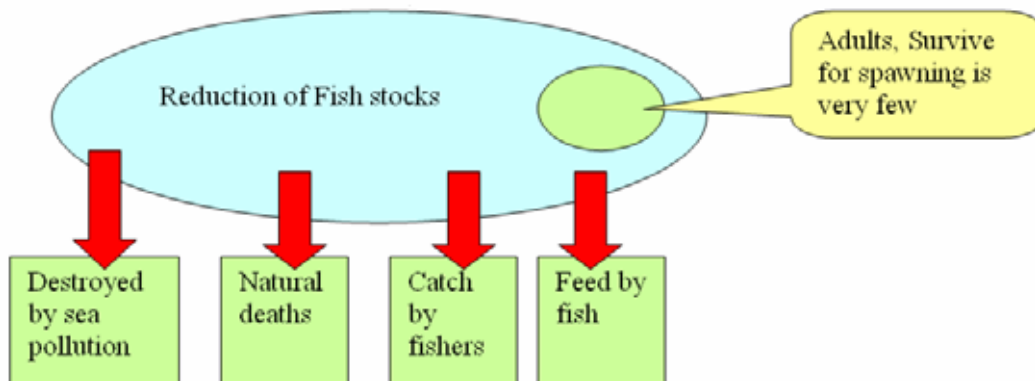 Reduction of Fish stocks
Adults, Survive
for spawning is
very few
Destroyed
by sea
pollution
Natural
deaths
Catch
by
fishers
Feed by
fish